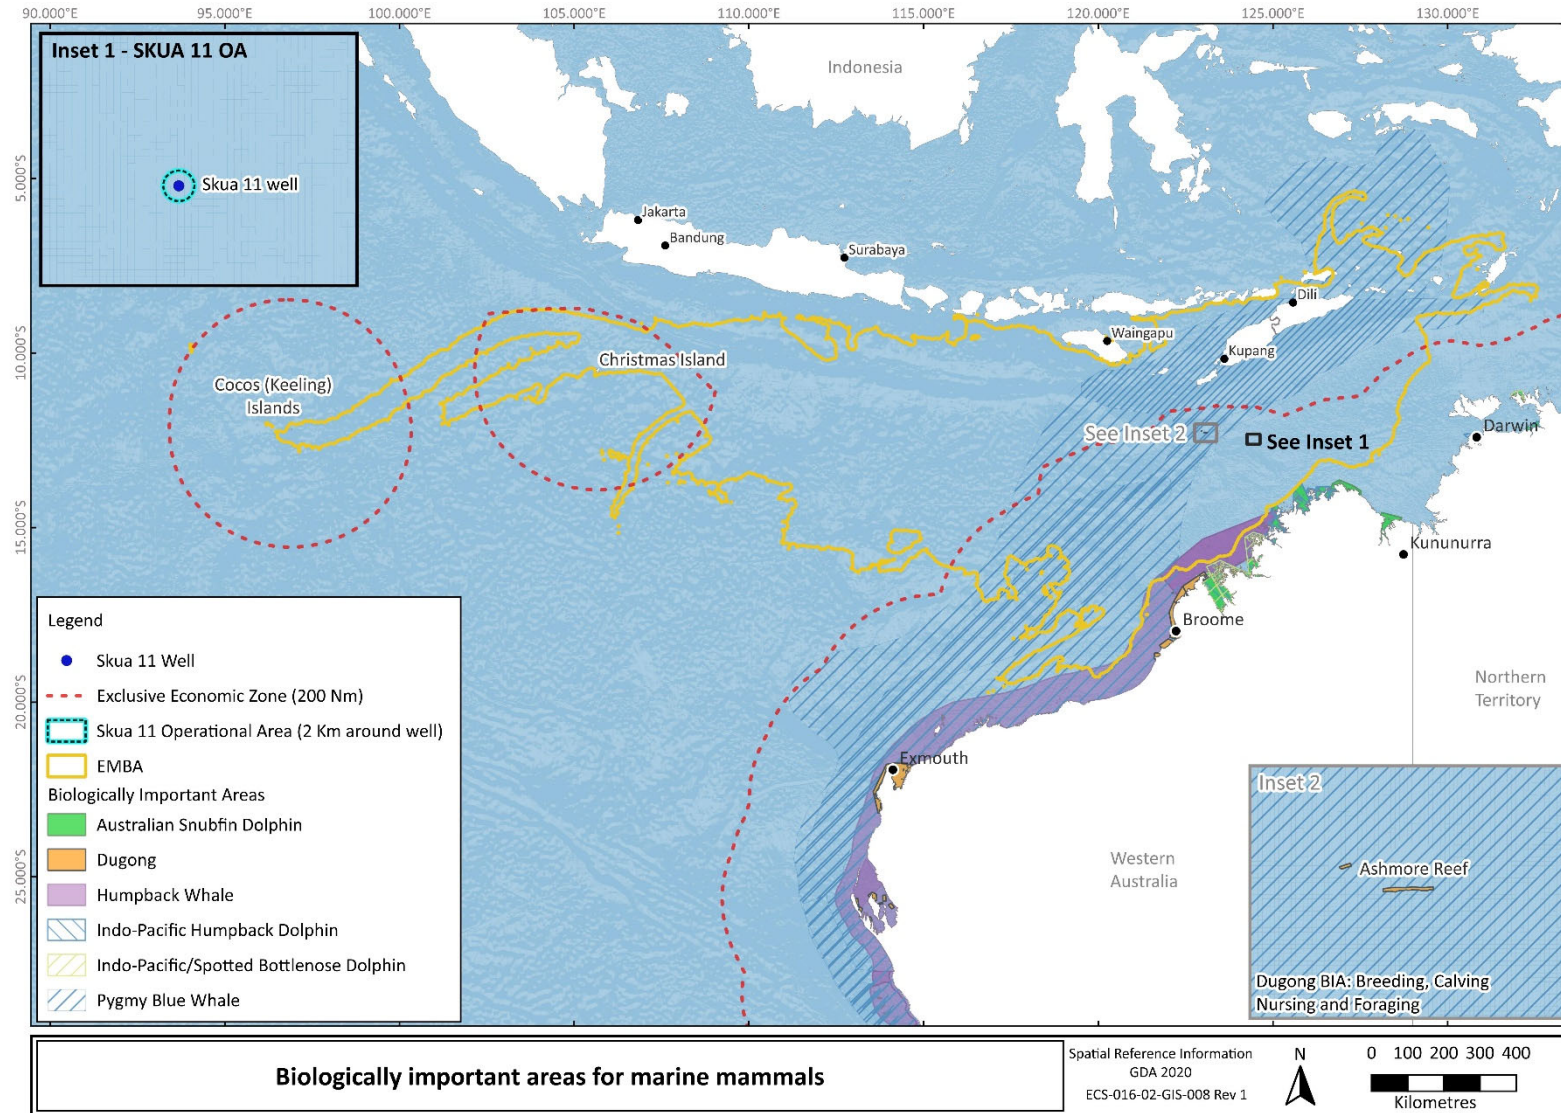 90.000°E
95.000°E
100.000°E
105.000°E
110.000°E
115.000°E
120.000°E
125.000°E
130.000°E
5.000°S
10.000°S
15.000°S
20.000°S
25.000°S
Inset 1 - SKUA 11 OA
Skua 11 well
Indonesia
Jakarta
Bandung
Surabaya
Dili
Waingapu
Kupang
Christmas Island
Cocos (Keeling)
Islands
See Inset 2
See Inset 1
Darwin
Kununurra
Broome
Exmouth
Northern
Territory
Western
Australia
Legend
Skua 11 Well
Exclusive Economic Zone (200 Nm)
Skua 11 Operational Area (2 Km around well)
EMBA
Biologically Important Areas
Australian Snubfin Dolphin
Dugong
Humpback Whale
Indo-Pacific Humpback Dolphin
Indo-Pacific/Spotted Bottlenose Dolphin
Pygmy Blue Whale
Inset 2
Ashmore Reef
Dugong BIA: Breeding, Calving
Nursing and Foraging
Biologically important areas for marine mammals
Spatial Reference Information
GDA 2020
ECS-016-02-GIS-008 Rev 1
N
0 100 200 300 400
Kilometres